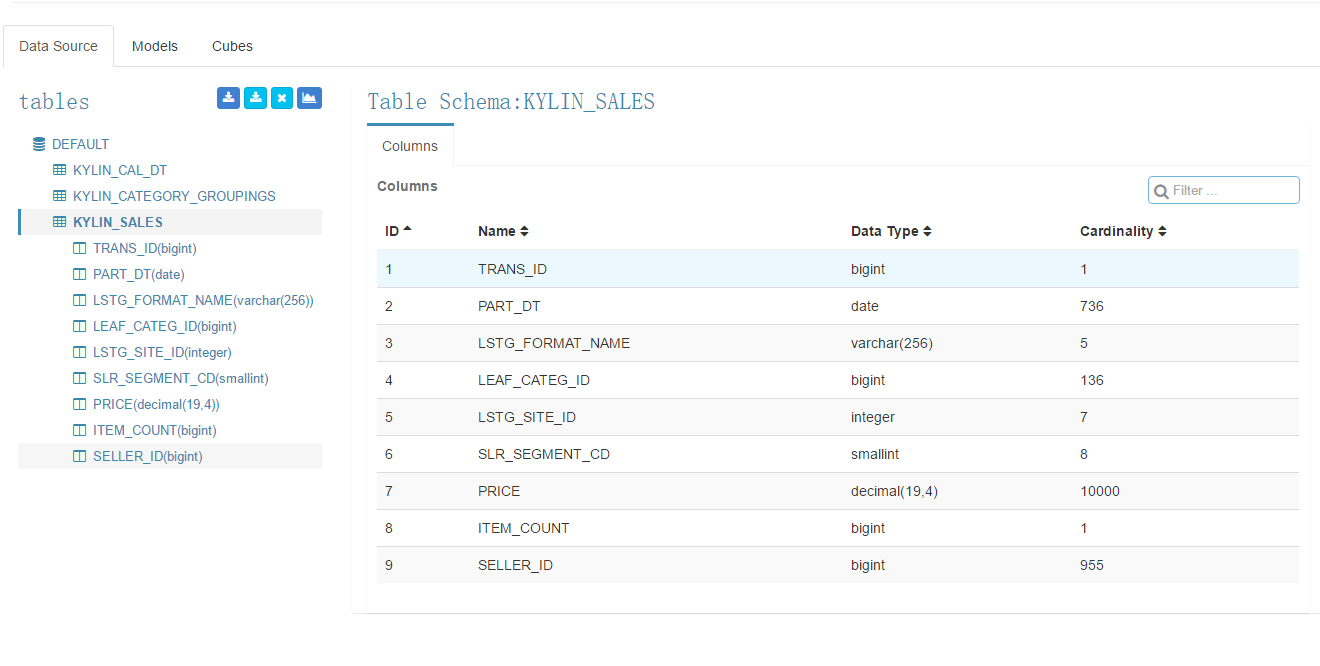 Data Source Models Cubes
tables
DEFAULT
KYLIN_CAL_DT
KYLIN_CATEGORY_GROUPINGS
KYLIN_SALES
TRANS_ID(bigint)
PART_DT(date)
LSTG_FORMAT_NAME(varchar(256))
LEAF_CATEG_ID(bigint)
LSTG_SITE_ID(integer)
SLR_SEGMENT_CD(smallint)
PRICE(decimal(19,4))
ITEM_COUNT(bigint)
SELLER_ID(bigint)
Table Schema:KYLIN_SALES
Columns
Columns
Filter ...
ID Name Data Type Cardinality
1 TRANS_ID bigint 1
2 PART_DT date 736
3 LSTG_FORMAT_NAME varchar(256) 5
4 LEAF_CATEG_ID bigint 136
5 LSTG_SITE_ID integer 7
6 SLR_SEGMENT_CD smallint 8
7 PRICE decimal(19,4) 10000
8 ITEM_COUNT bigint 1
9 SELLER_ID bigint 955